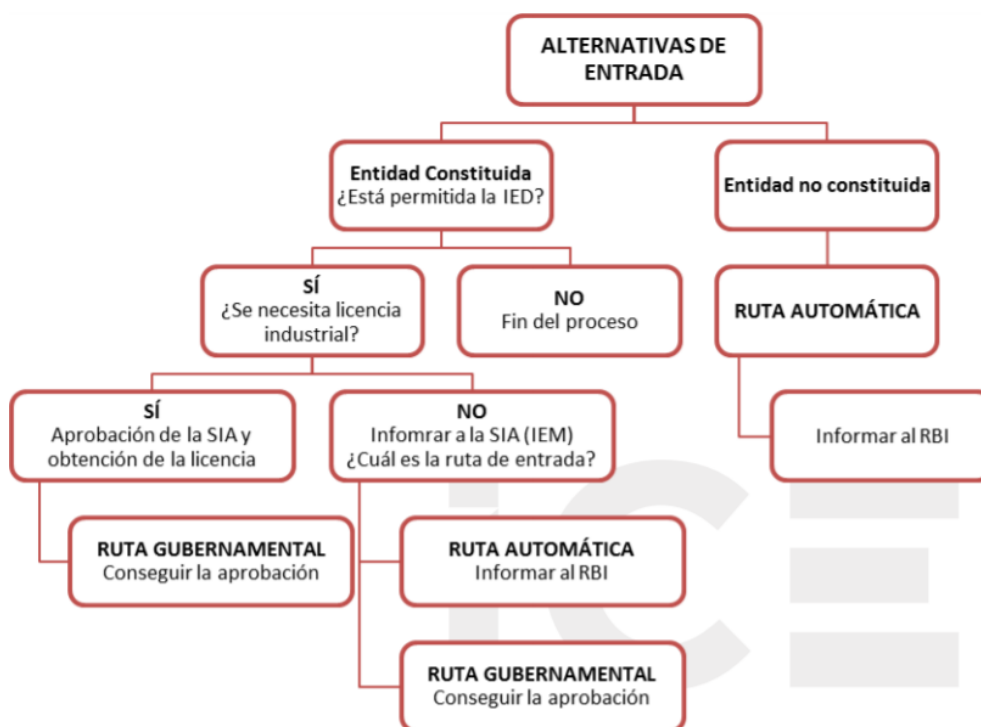 ALTERNATIVAS DE
ENTRADA
Entidad Constituida
¿Está permitida la IED?
Entidad no constituida
SÍ
¿Se necesita licencia
industrial?
NO
Fin del proceso
RUTA AUTOMÁTICA
SÍ
Aprobación de la SIA y
obtención de la licencia
NO
Infomrar a la SIA (IEM)
¿Cuál es la ruta de entrada?
Informar al RBI
RUTA GUBERNAMENTAL
Conseguir la aprobación
RUTA AUTOMÁTICA
Informar al RBI
RUTA GUBERNAMENTAL
Conseguir la aprobación
iCE